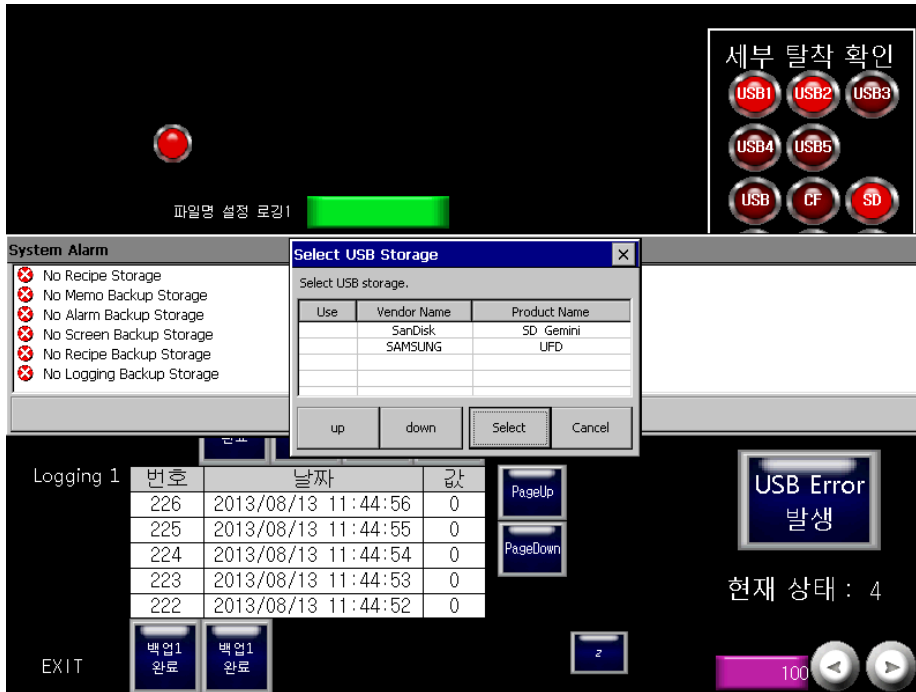 세부 탈착 확인
USB1 USB2 USB3
USB4 USB5
USB CF SD
파일명 설정 로깅1
System Alarm
No Recipe Storage
No Memo Backup Storage
No Alarm Backup Storage
No Screen Backup Storage
No Recipe Backup Storage
No Logging Backup Storage
Select USB Storage
Select USB storage.
Use Vendor Name Product Name
SanDisk SD Gemini
SAMSUNG UFD
up down Select Cancel
Logging 1
번호 날짜 값
226 2013/08/13 11:44:56 0
225 2013/08/13 11:44:55 0
224 2013/08/13 11:44:54 0
223 2013/08/13 11:44:53 0
222 2013/08/13 11:44:52 0
PageUp
PageDown
USB Error
발생
현재 상태 : 4
EXIT
백업1
완료
백업1
완료
z
100